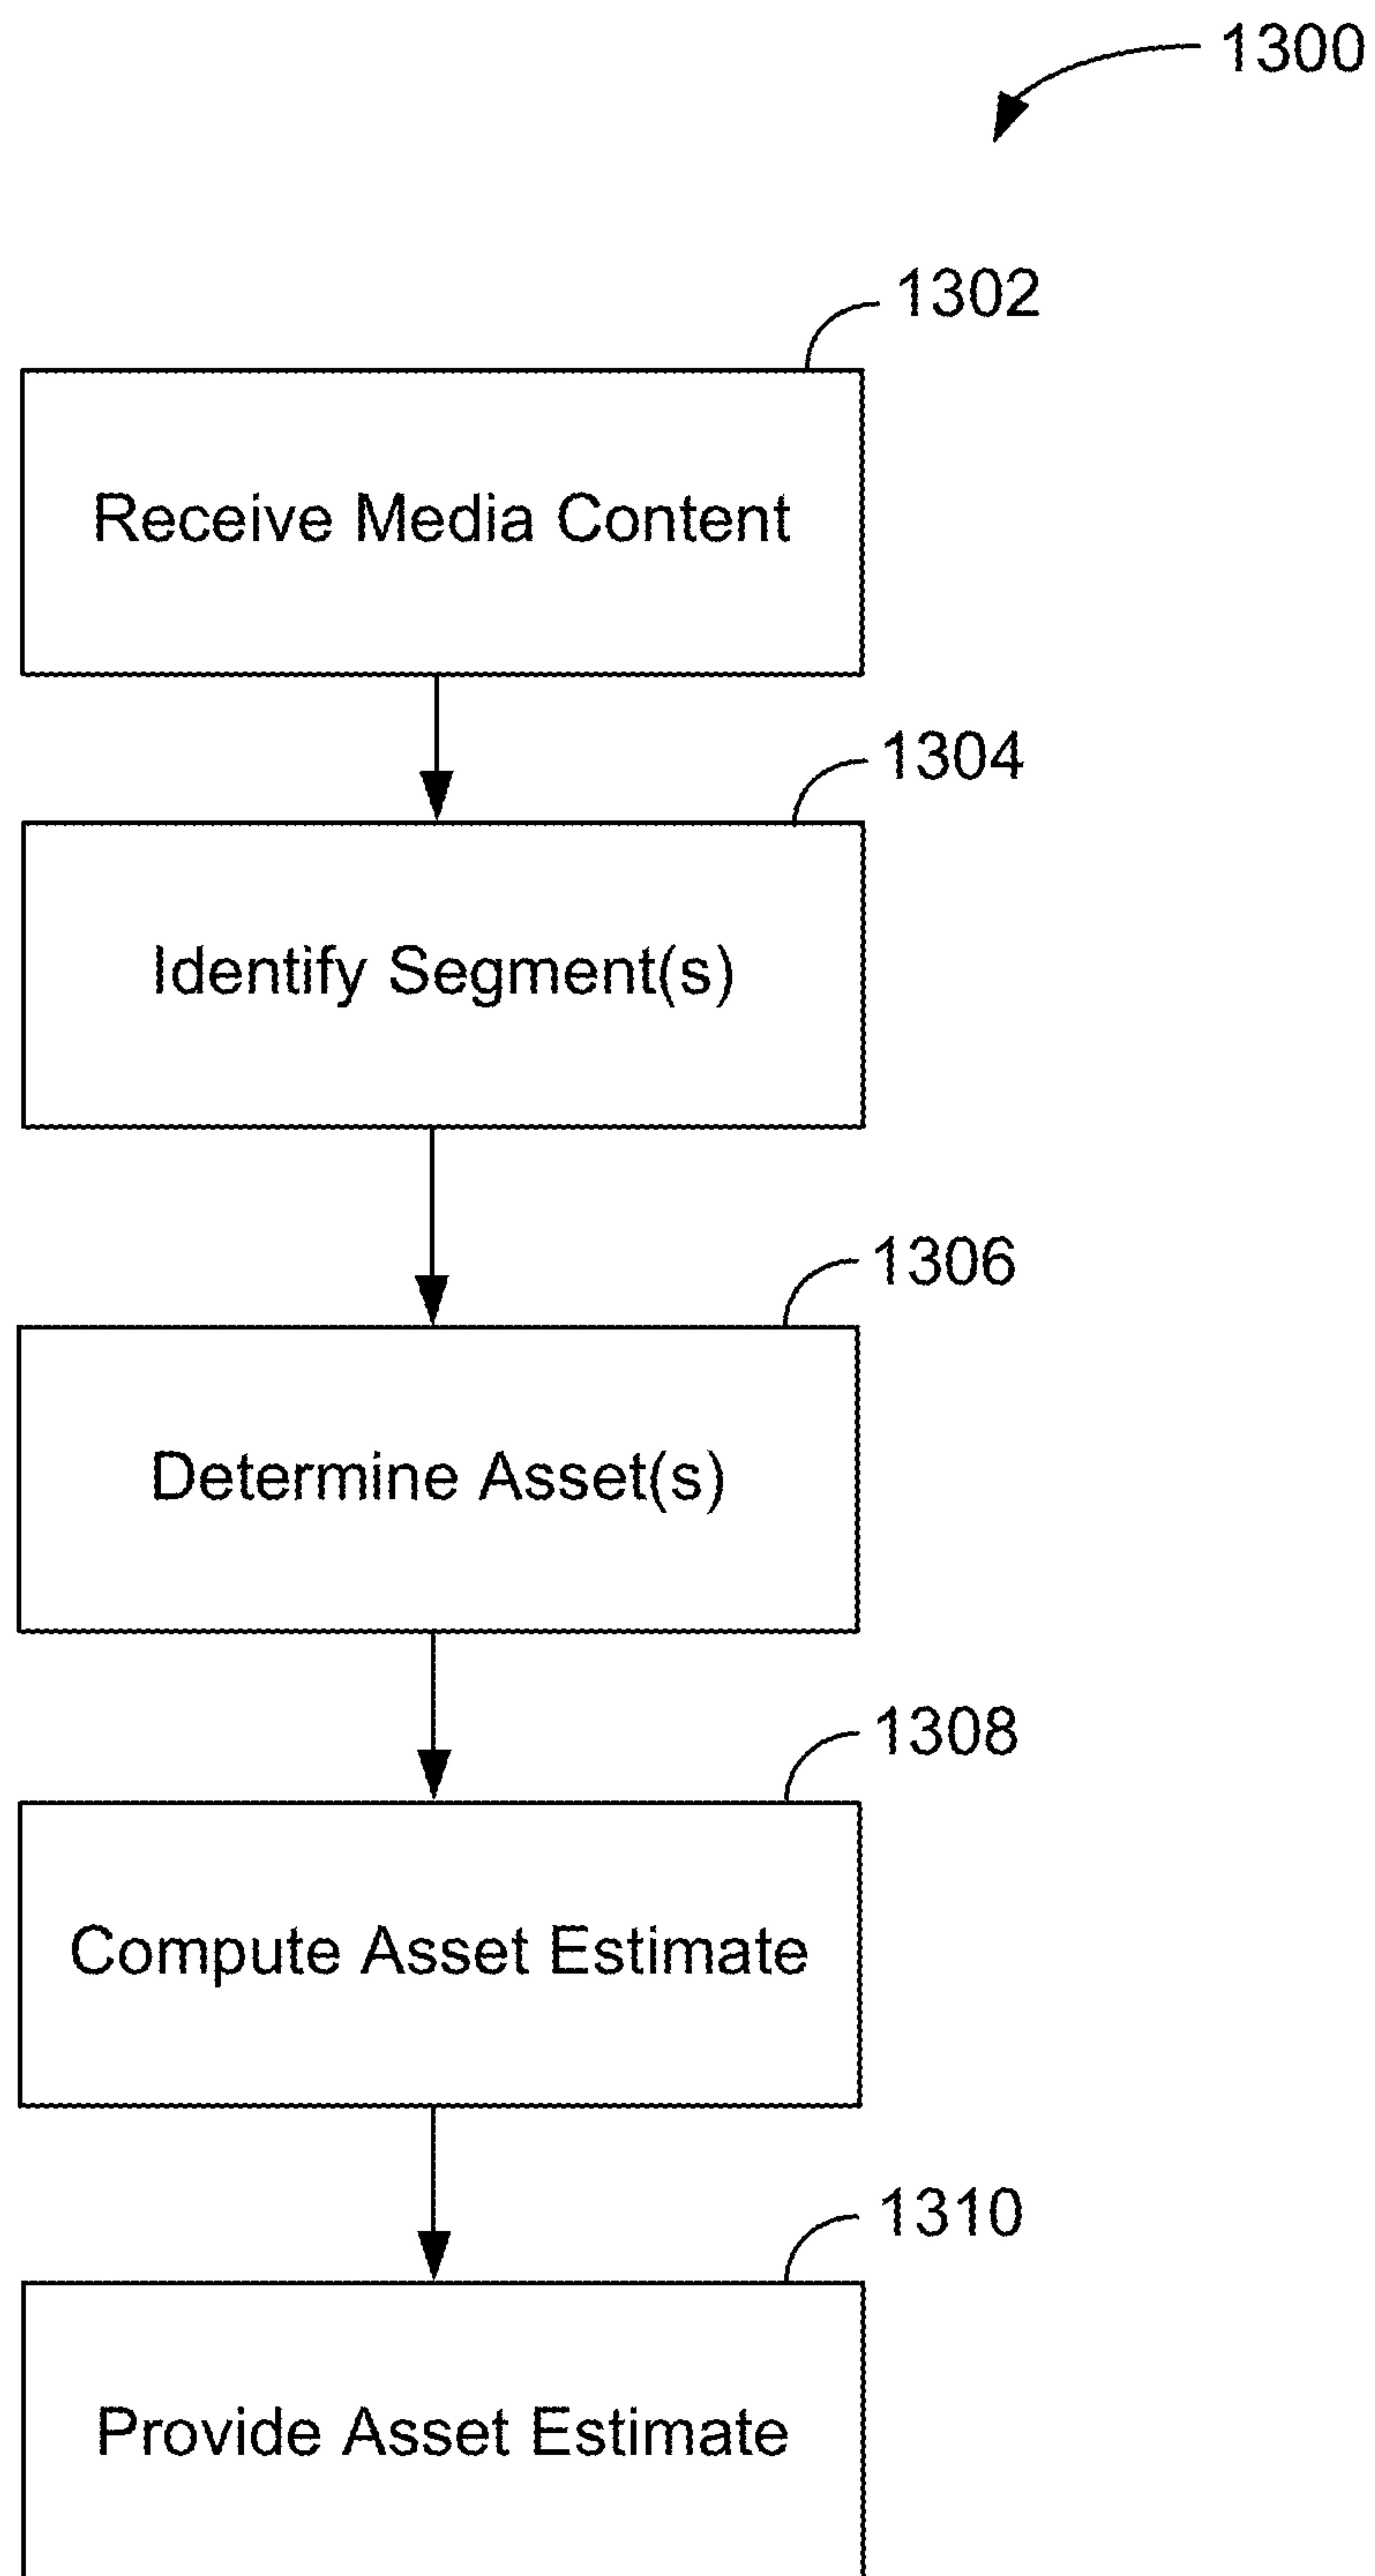 1300
1302
Receive Media Content
1304
Identify Segment(s)
1306
Determine Asset(s)
1308
Compute Asset Estimate
1310
Provide Asset Estimate